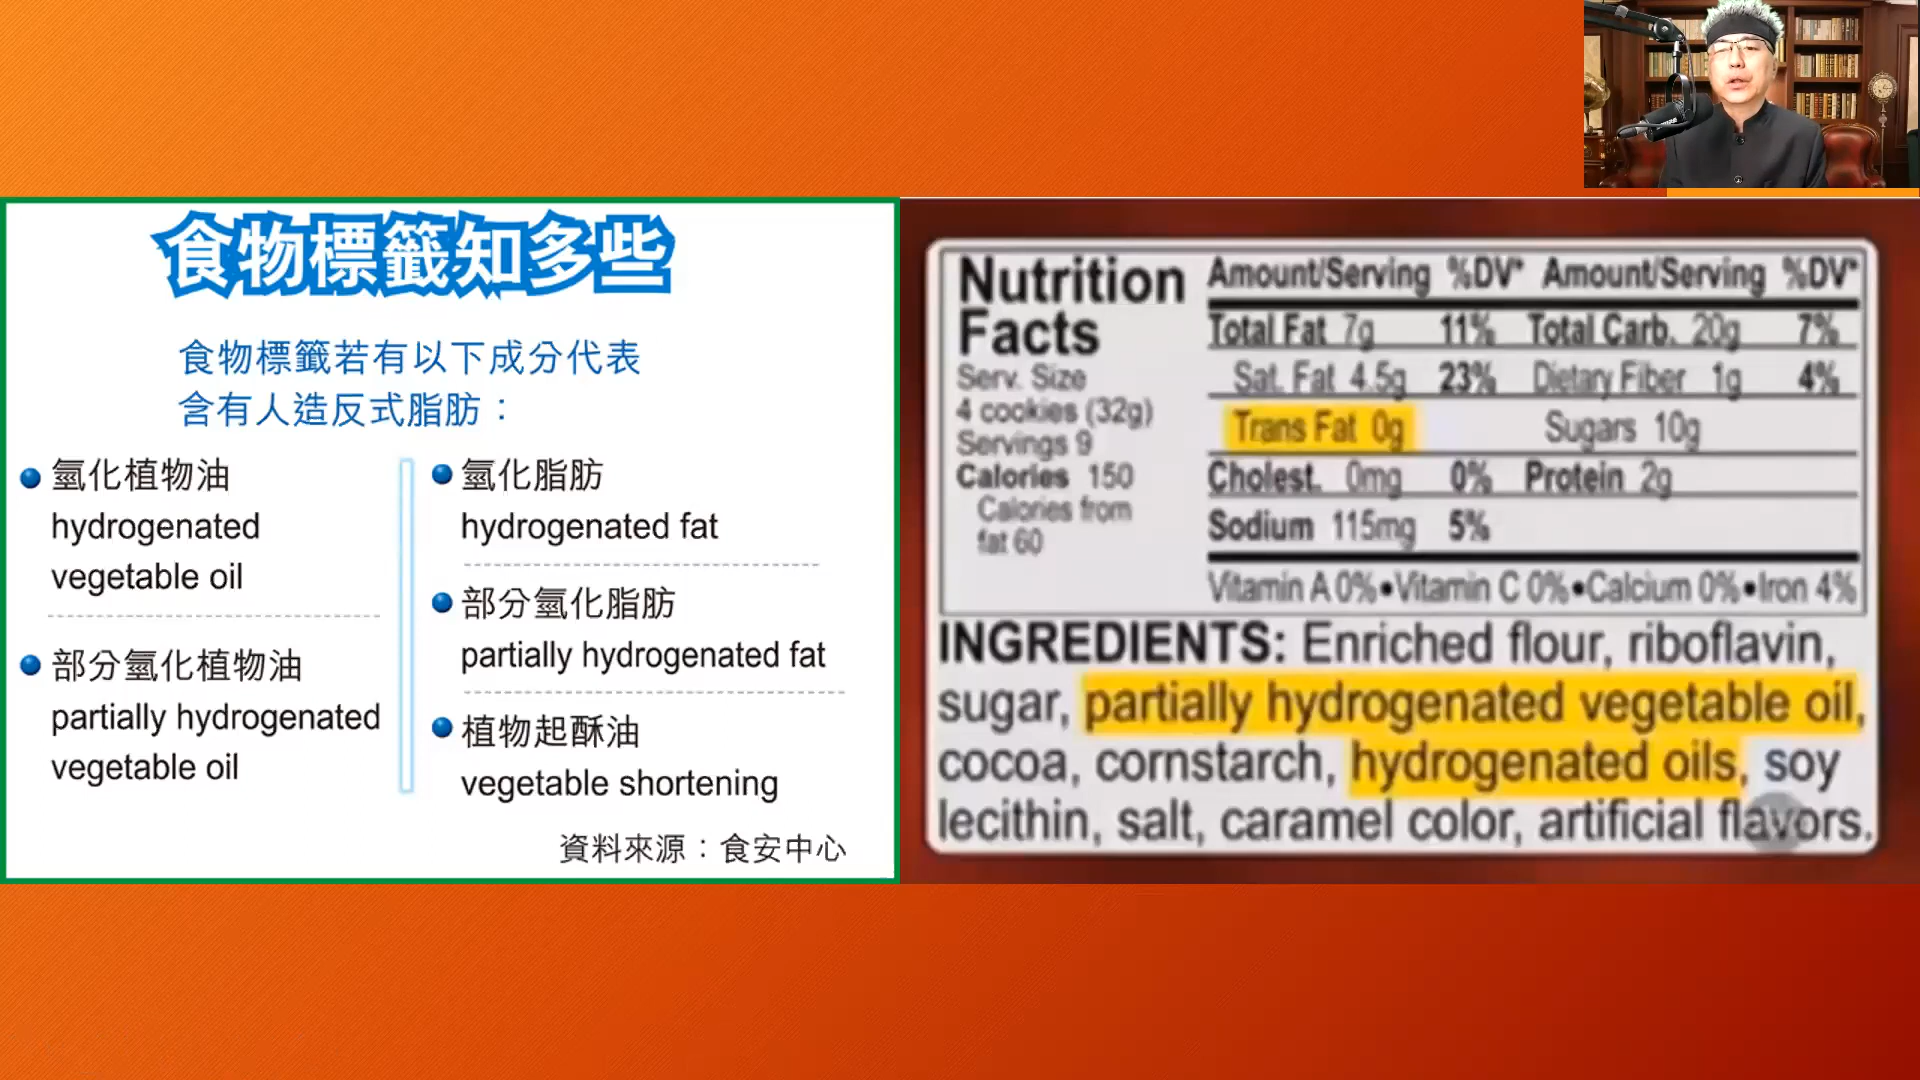 食物標籤知多些
食物標籤若有以下成分代表
含有人造反式脂肪：
氫化植物油
hydrogenated
vegetable oil
部分氫化植物油
partially hydrogenated
vegetable oil
氫化脂肪
hydrogenated fat
部分氫化脂肪
partially hydrogenated fat
植物起酥油
vegetable shortening
資料來源：食安中心
Nutrition
Facts
Serv. Size
4 cookies (32g)
Servings 9
Calories 150
Calories from
fat 60
Amount/Serving %DV* Amount/Serving %DV*
Total Fat 7g 11% Total Carb. 20g 7%
Sat. Fat 4.5g 23% Dietary Fiber 1g 4%
Trans Fat 0g Sugars 10g
Cholest. 0mg 0% Protein 2g
Sodium 115mg 5%
Vitamin A 0%•Vitamin C 0%•Calcium 0%•Iron 4%
INGREDIENTS: Enriched flour, riboflavin,
sugar, partially hydrogenated vegetable oil,
cocoa, cornstarch, hydrogenated oils, soy
lecithin, salt, caramel color, artificial flavors.